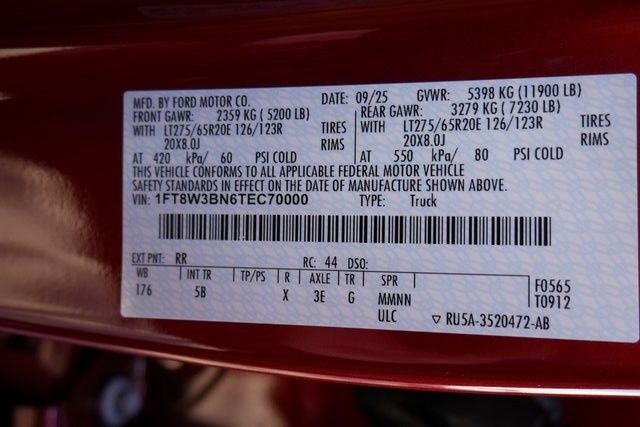 MFD. BY FORD MOTOR CO. DATE: 09/25 GVWR: 5398 KG (11900 LB)
FRONT GAWR: 2359 KG ( 5200 LB) REAR GAWR: 3279 KG ( 7230 LB)
WITH LT275/65R20E 126/123R TIRES WITH LT275/65R20E 126/123R TIRES
20X8.0J RIMS 20X8.0J RIMS
AT 420 kPa/ 60 PSI COLD AT 550 kPa/ 80 PSI COLD
THIS VEHICLE CONFORMS TO ALL APPLICABLE FEDERAL MOTOR VEHICLE
SAFETY STANDARDS IN EFFECT ON THE DATE OF MANUFACTURE SHOWN ABOVE.
VIN: 1FT8W3BN6TEC70000 TYPE: Truck
EXT PNT: RR RC: 44 DSO:
WB INT TR TP/PS R AXLE TR SPR F0565
176 5B X 3E G MMNN T0912
ULC ▽ RU5A-3520472-AB